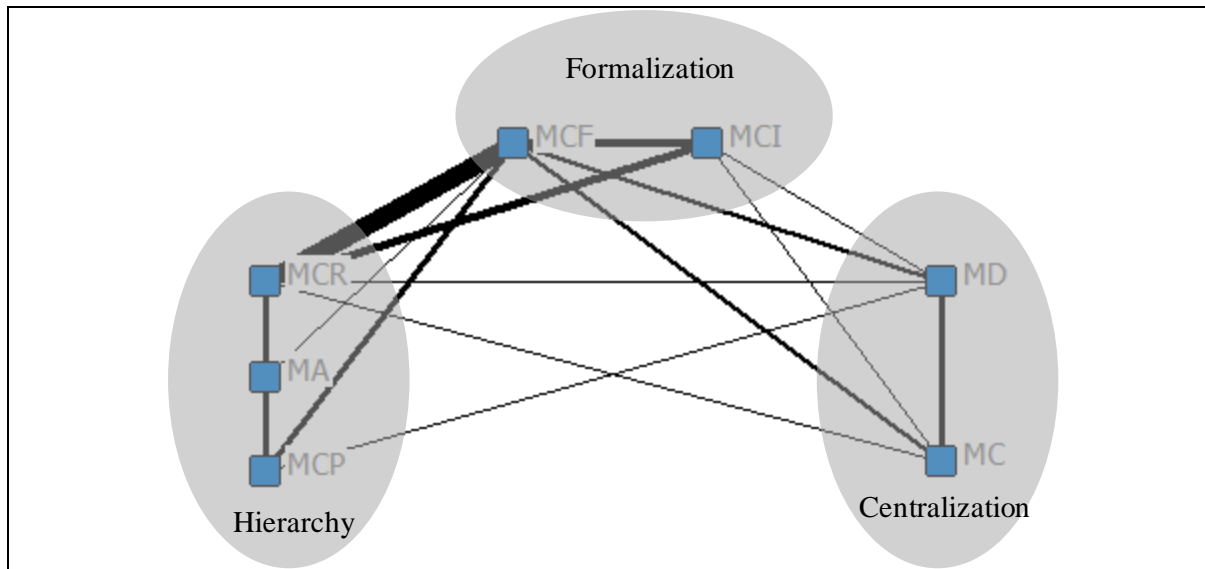 Formalization
MCF
MCI
MCR
MD
MA
MCP
MC
Hierarchy
Centralization